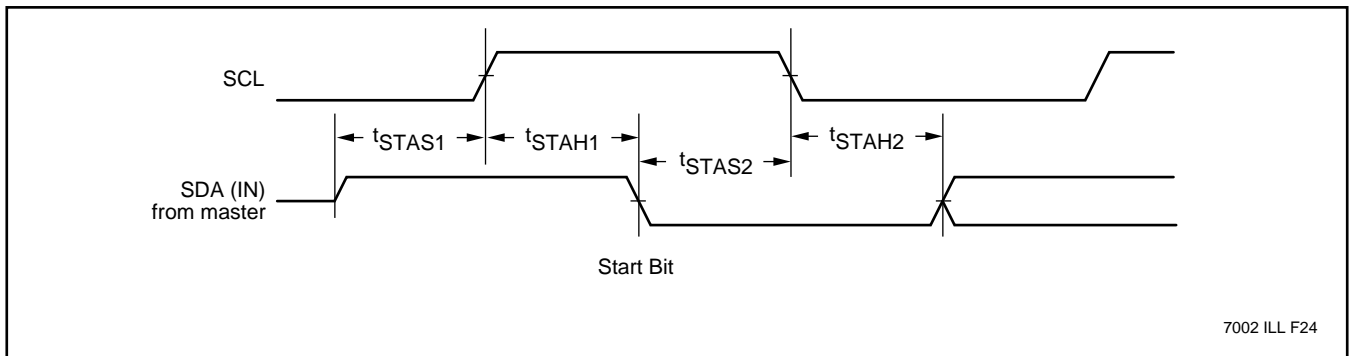 SCL
tSTAS1
tSTAH1
tSTAS2
tSTAH2
SDA (IN)
from master
Start Bit
7002 ILL F24